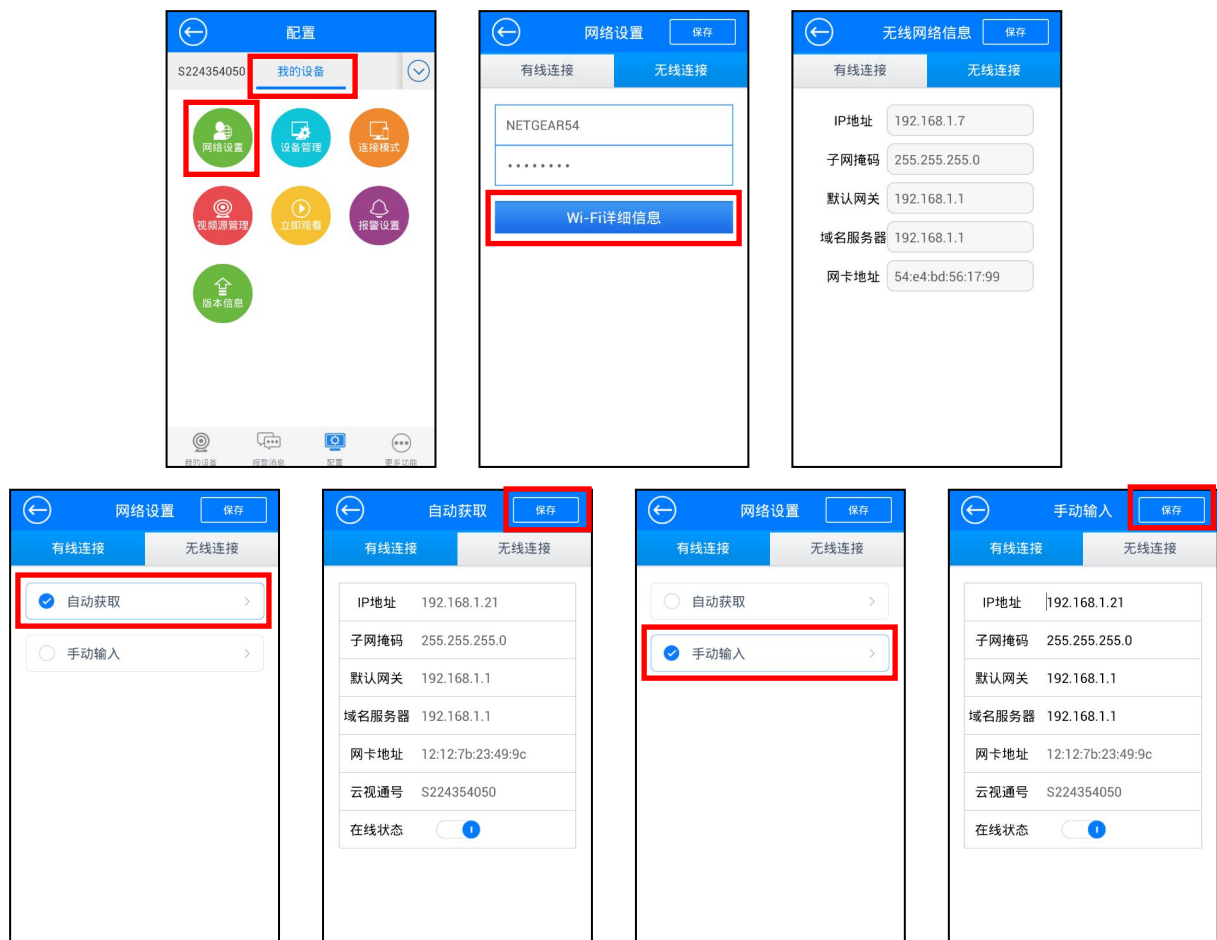 配置
S224354050 我的设备
网络设置 设备管理 连接模式
视频源管理 立即观看 报警设置
版本信息
我的设备 报警消息 配置 更多功能
网络设置 保存
有线连接 无线连接
NETGEAR54
••••••••
Wi-Fi详细信息
无线网络信息 保存
有线连接 无线连接
IP地址 192.168.1.7
子网掩码 255.255.255.0
默认网关 192.168.1.1
域名服务器 192.168.1.1
网卡地址 54:e4:bd:56:17:99
网络设置 保存
有线连接 无线连接
自动获取
手动输入
自动获取 保存
有线连接 无线连接
IP地址 192.168.1.21
子网掩码 255.255.255.0
默认网关 192.168.1.1
域名服务器 192.168.1.1
网卡地址 12:12:7b:23:49:9c
云视通号 S224354050
在线状态
网络设置 保存
有线连接 无线连接
自动获取
手动输入
手动输入 保存
有线连接 无线连接
IP地址 192.168.1.21
子网掩码 255.255.255.0
默认网关 192.168.1.1
域名服务器 192.168.1.1
网卡地址 12:12:7b:23:49:9c
云视通号 S224354050
在线状态